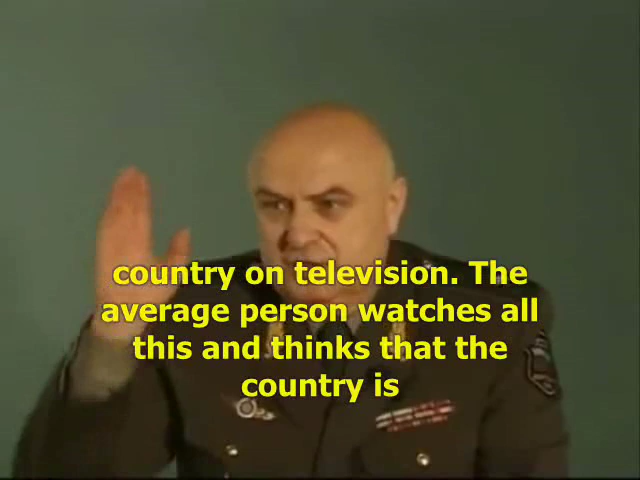 country on television. The
average person watches all
this and thinks that the
country is